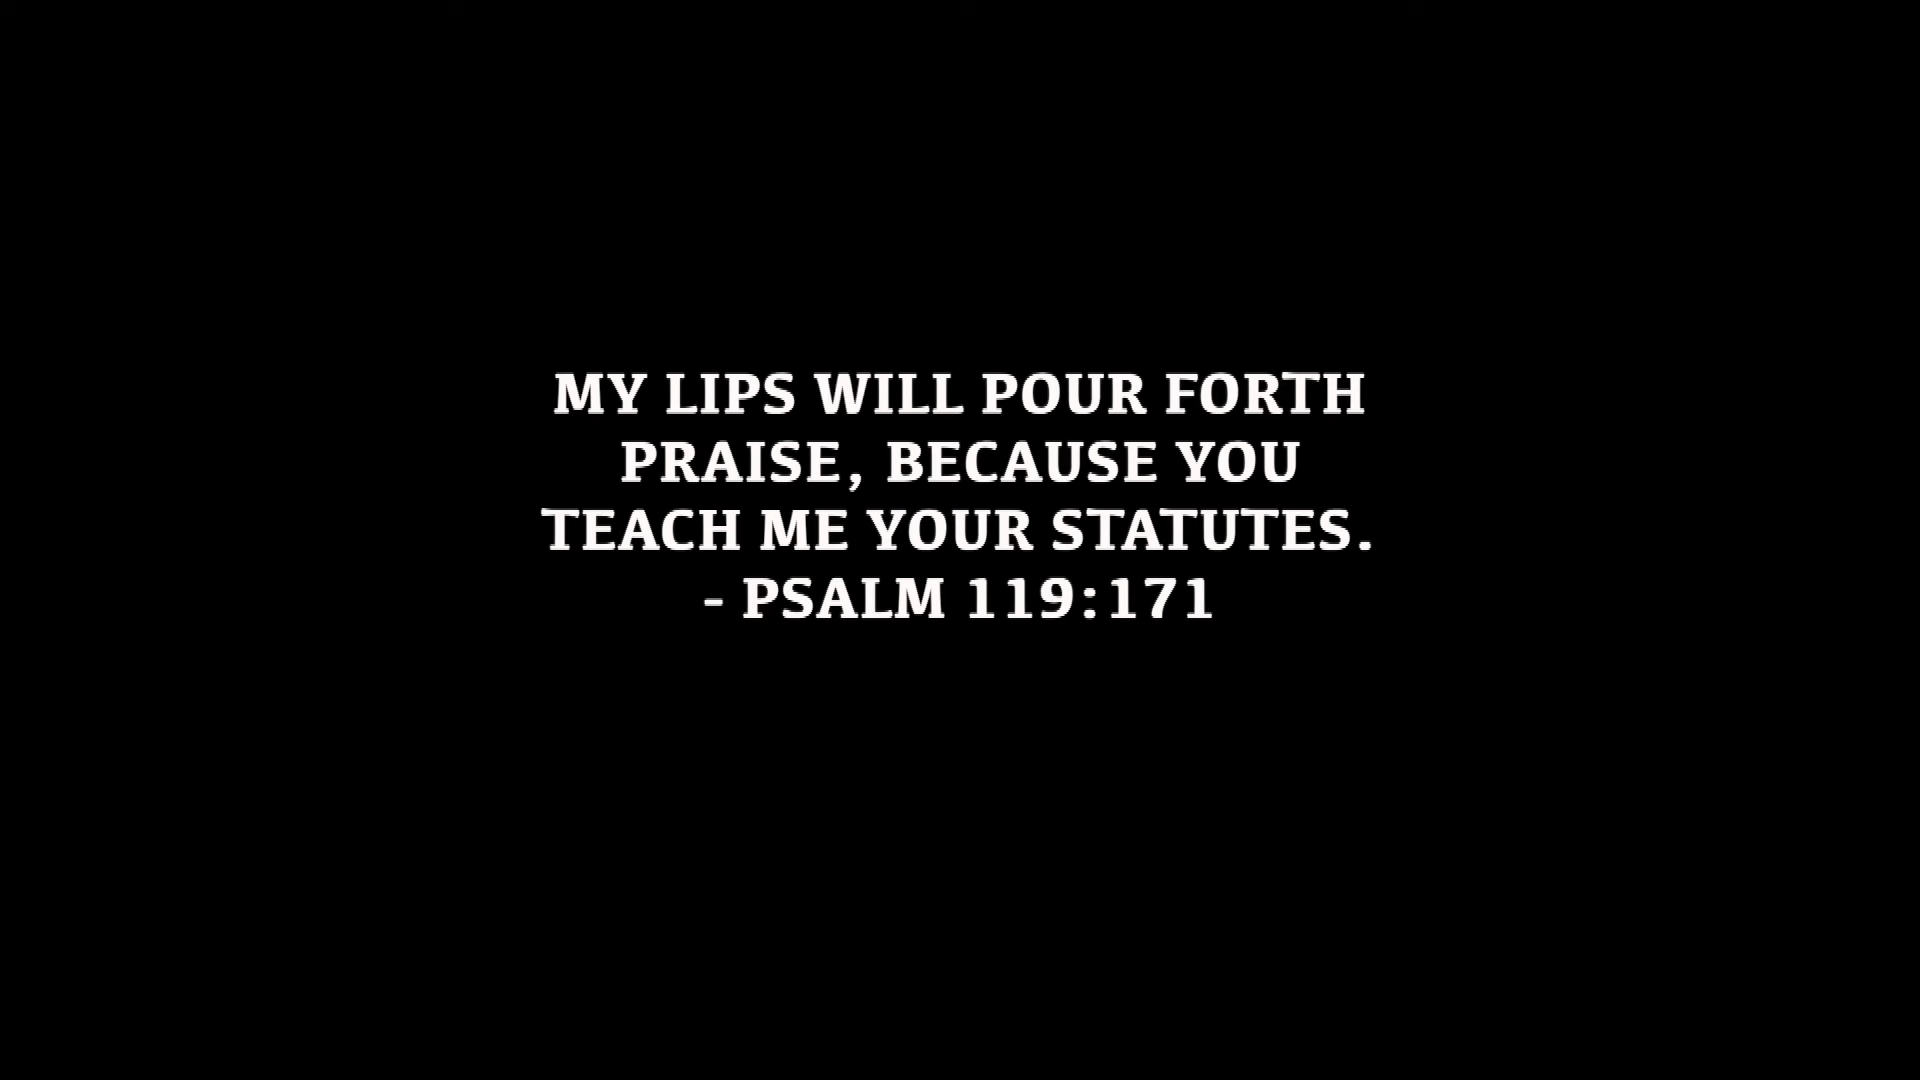 MY LIPS WILL POUR FORTH
PRAISE, BECAUSE YOU
TEACH ME YOUR STATUTES.
- PSALM 119:171